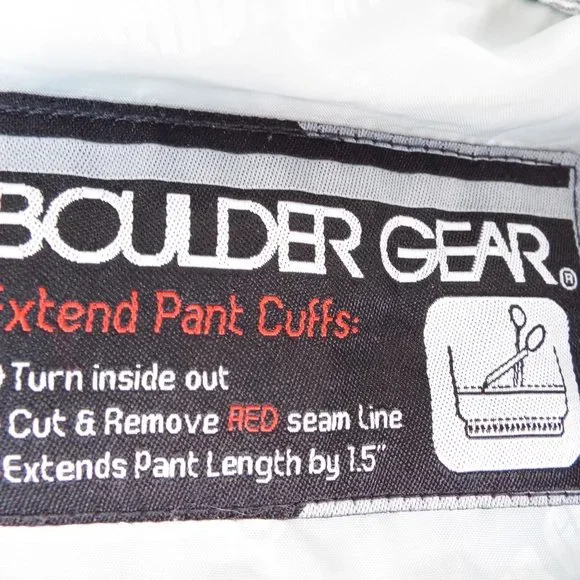 BOULDER GEAR®
Extend Pant Cuffs:
Turn inside out
Cut & Remove RED seam line
Extends Pant Length by 1.5"